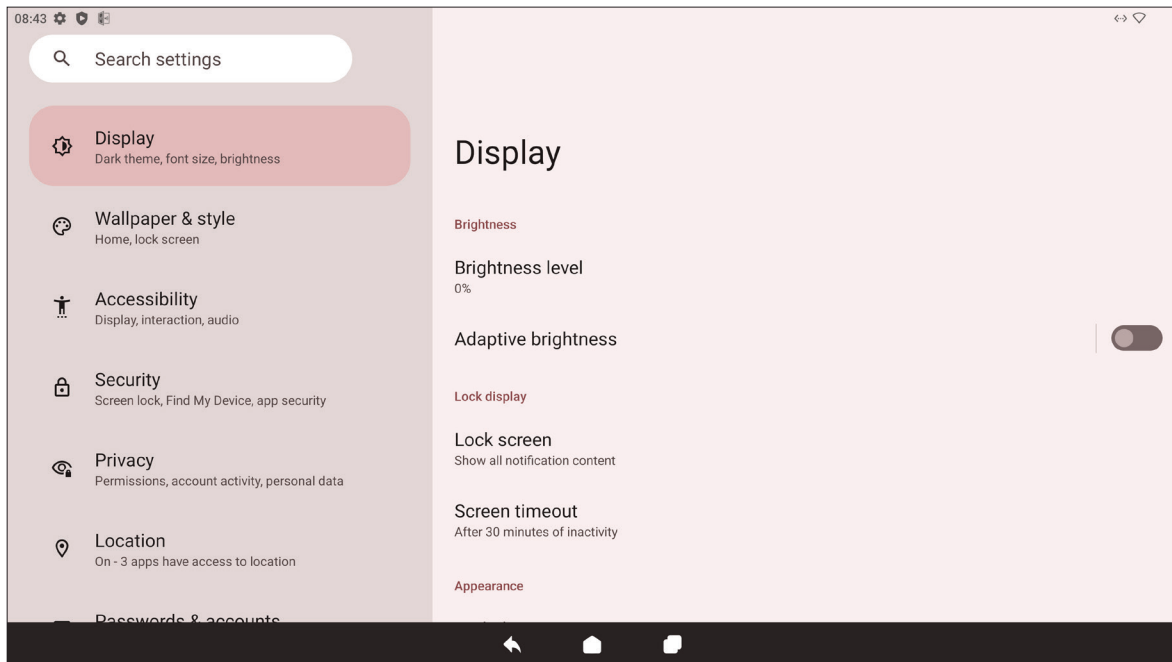 08:43
Search settings
Display
Dark theme, font size, brightness
Wallpaper & style
Home, lock screen
Accessibility
Display, interaction, audio
Security
Screen lock, Find My Device, app security
Privacy
Permissions, account activity, personal data
Location
On - 3 apps have access to location
Passwords & accounts
Display
Brightness
Brightness level
0%
Adaptive brightness
Lock display
Lock screen
Show all notification content
Screen timeout
After 30 minutes of inactivity
Appearance